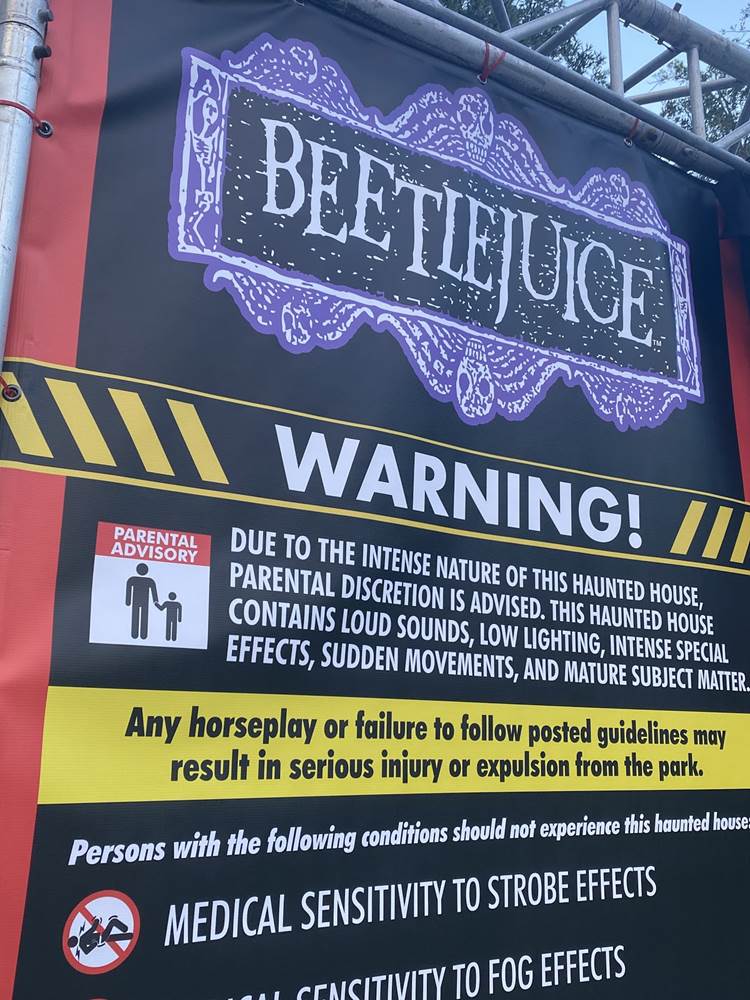 BEETLEJUICE
WARNING!
PARENTAL
ADVISORY
DUE TO THE INTENSE NATURE OF THIS HAUNTED HOUSE,
PARENTAL DISCRETION IS ADVISED. THIS HAUNTED HOUSE
CONTAINS LOUD SOUNDS, LOW LIGHTING, INTENSE SPECIAL
EFFECTS, SUDDEN MOVEMENTS, AND MATURE SUBJECT MATTER.
Any horseplay or failure to follow posted guidelines may
result in serious injury or expulsion from the park.
Persons with the following conditions should not experience this haunted house:
MEDICAL SENSITIVITY TO STROBE EFFECTS
SENSITIVITY TO FOG EFFECTS